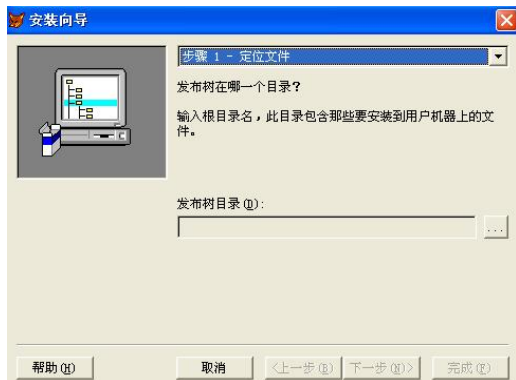 安装向导
步骤 1 - 定位文件
发布树在哪一个目录?
输入根目录名，此目录包含那些要安装到用户机器上的文
件。
发布树目录(D):
...
帮助(H)
取消
<上一步(B)
下一步(N)>
完成(F)